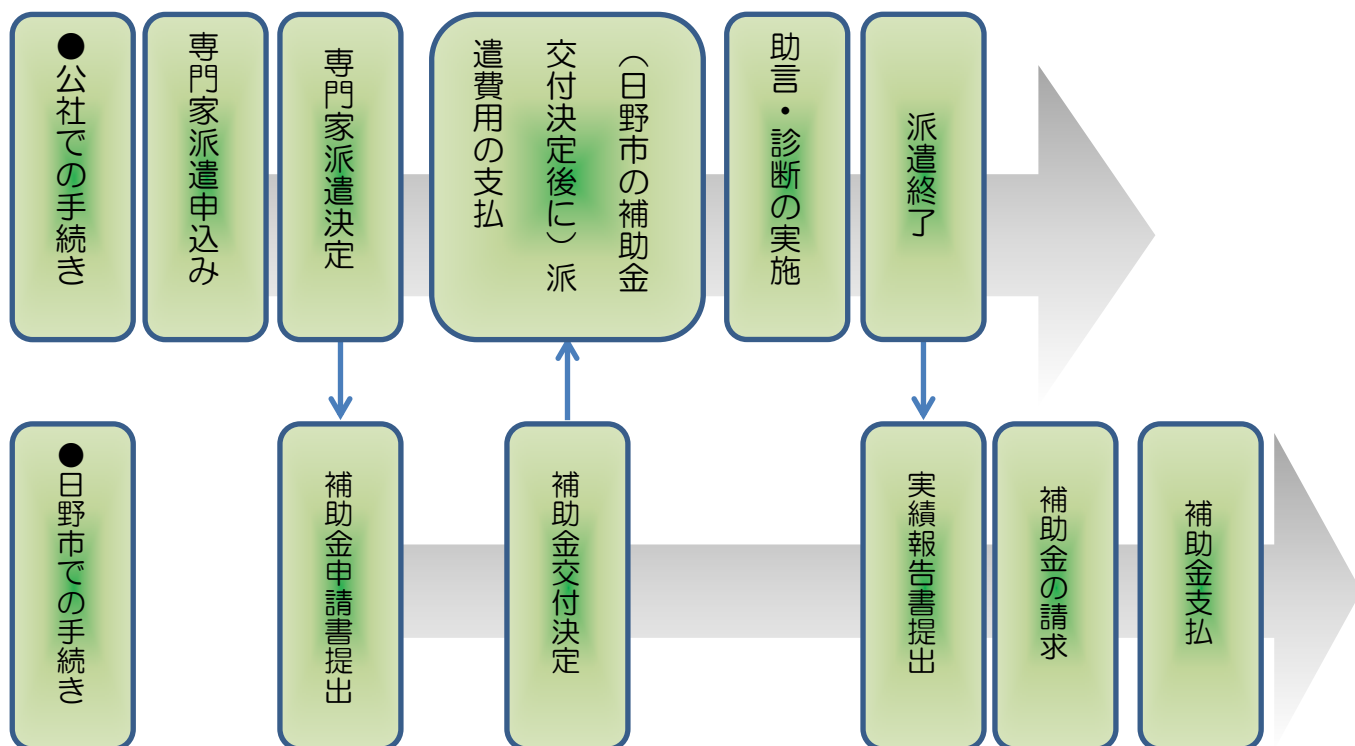 ●公社での手続き
専門家派遣申込み
専門家派遣決定
（日野市の補助金
交付決定後に）派
遣費用の支払
助言・診断の実施
派遣終了
●日野市での手続き
補助金申請書提出
補助金交付決定
実績報告書提出
補助金の請求
補助金支払